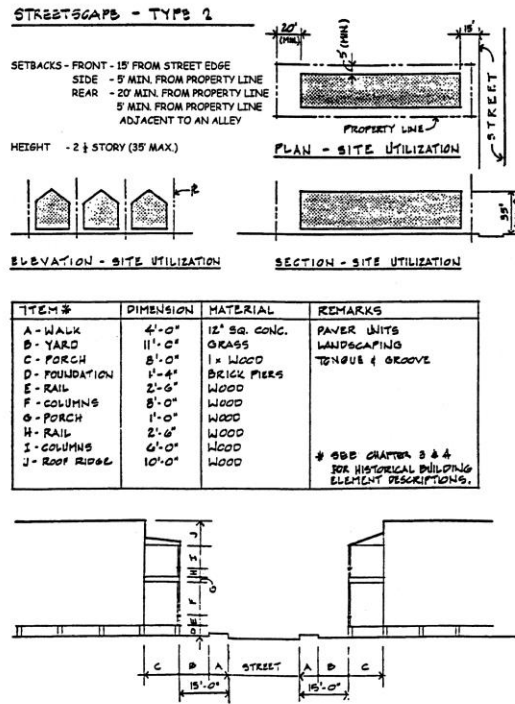 STREETSCAPE - TYPE 2
SETBACKS - FRONT - 15' FROM STREET EDGE
SIDE - 5' MIN. FROM PROPERTY LINE
REAR - 20' MIN. FROM PROPERTY LINE
5' MIN. FROM PROPERTY LINE
ADJACENT TO AN ALLEY
HEIGHT - 2 ½ STORY (35' MAX.)
20'
(MIN.)
5' (MIN)
15'
STREET
PROPERTY LINE
PLAN - SITE UTILIZATION
ELEVATION - SITE UTILIZATION
35'
SECTION - SITE UTILIZATION
ITEM * DIMENSION MATERIAL REMARKS
A - WALK 4'-0" 12" SQ. CONC. PAVER UNITS
B - YARD 11'-0" GRASS LANDSCAPING
C - PORCH 8'-0" 1 x WOOD TONGUE & GROOVE
D - FOUNDATION 1'-4" BRICK PIERS
E - RAIL 2'-6" WOOD
F - COLUMNS 8'-0" WOOD
G - PORCH 1'-0" WOOD
H - RAIL 2'-6" WOOD
I - COLUMNS 6'-0" WOOD
J - ROOF RIDGE 10'-0" WOOD
* SEE CHAPTER 3 & 4
FOR HISTORICAL BUILDING
ELEMENT DESCRIPTIONS.
J
I
H
G
F
E
D
C B A STREET A B C
15'-0" 15'-0"